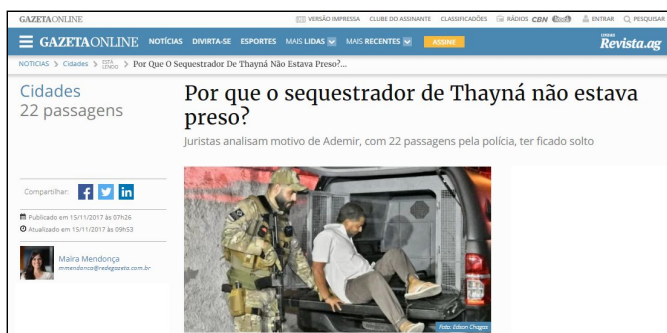 GAZETAONLINE
VERSÃO IMPRESSA CLUBE DO ASSINANTE CLASSIFICADÕES RÁDIOS CBN ENTRAR PESQUISAR
GAZETAONLINE NOTÍCIAS DIVIRTA-SE ESPORTES MAIS LIDAS MAIS RECENTES ASSINE Revista.ag
NOTICIAS > Cidades > ESTÁ LENDO > Por Que O Sequestrador De Thayná Não Estava Preso?...
Cidades
22 passagens
Por que o sequestrador de Thayná não estava
preso?
Juristas analisam motivo de Ademir, com 22 passagens pela polícia, ter ficado solto
Compartilhar: f in
Publicado em 15/11/2017 às 07h26
Atualizado em 15/11/2017 às 09h53
Maíra Mendonça
mmendonca@redegazeta.com.br
Foto: Edson Chagas